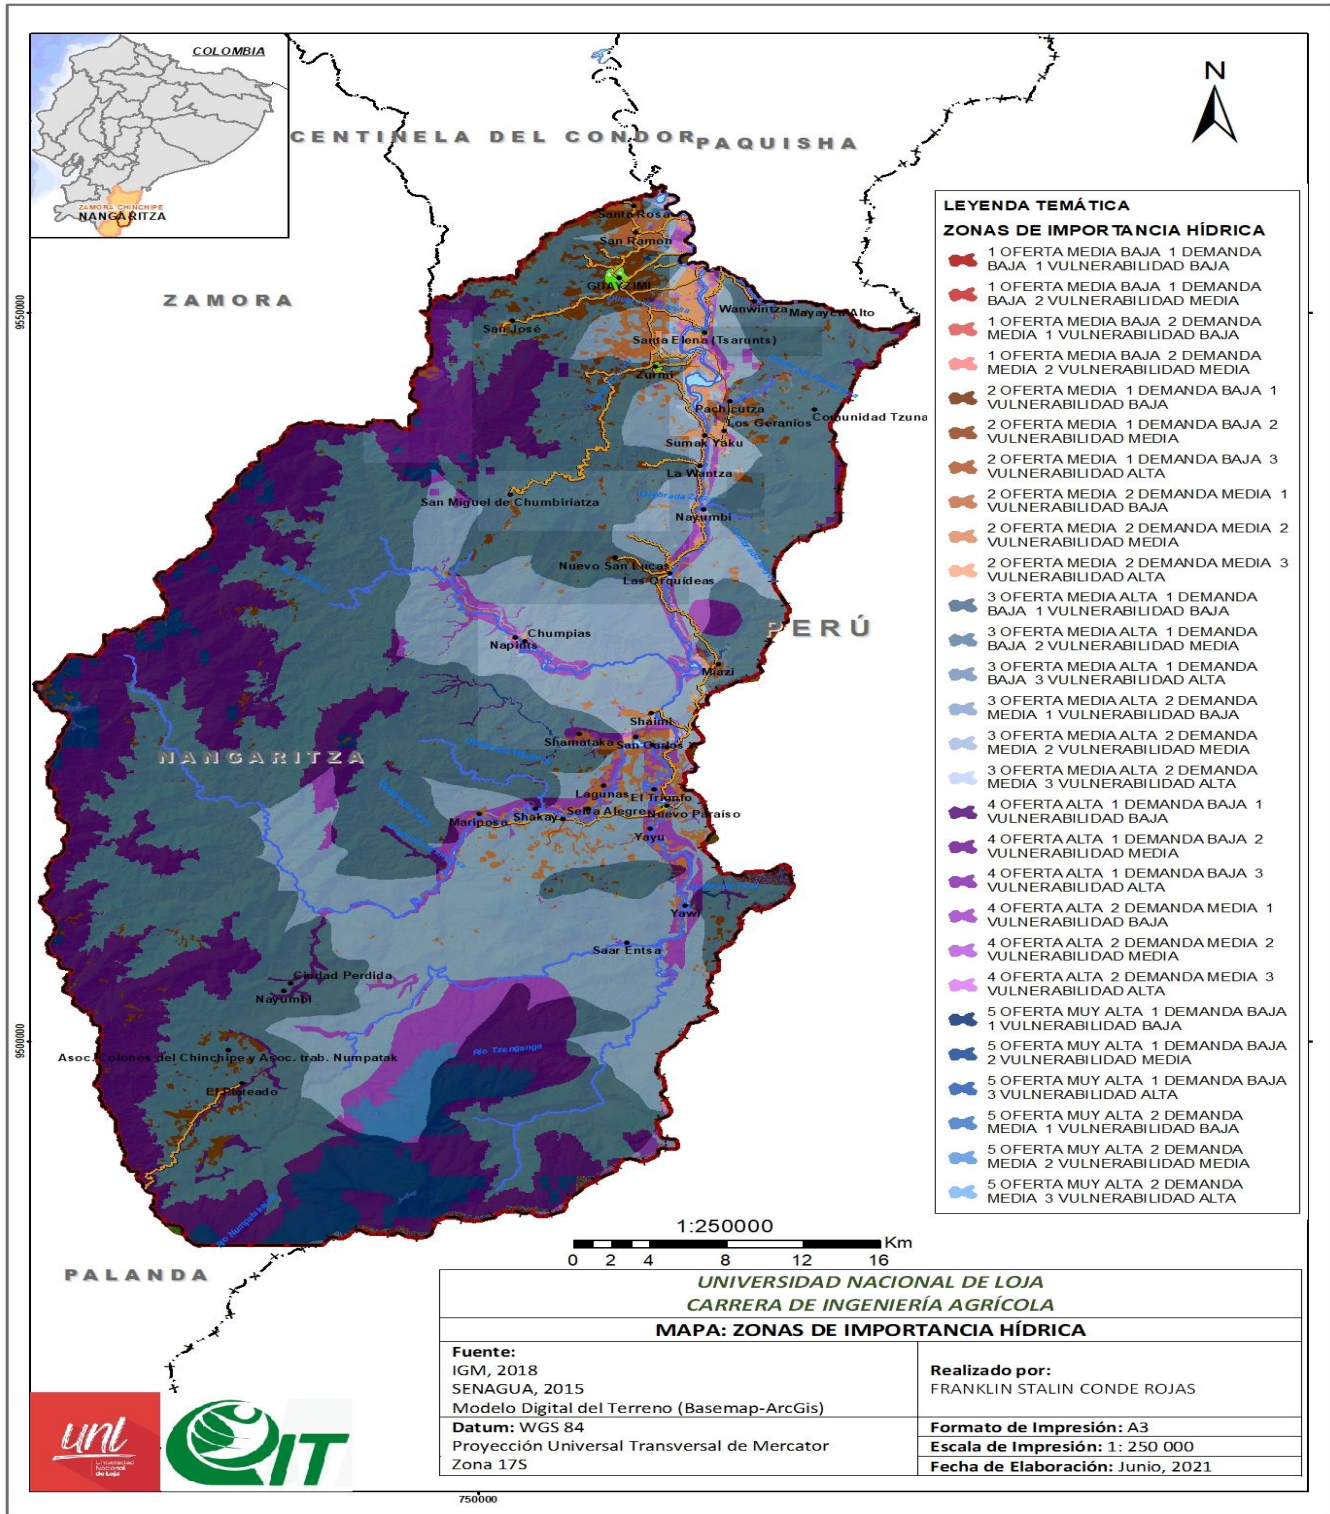 COLOMBIA
ZAMORA CHINCHIPE
NANGARITZA
N
CENTINELA DEL CONDOR
PAQUISHA
ZAMORA
PERÚ
NANGARITZA
PALANDA
9550000
9550000
9500000
9500000
750000
Santa Rosa
San Ramon
GUAYZIMI
San José
Wanwintza
Mayayca Alto
Santa Elena (Tsarunts)
Zurmi
Pachicutza
Comunidad Tzuna
Los Geranios
Sumak Yaku
La Wantza
San Miguel de Chumbiriatza
Nayumbi
Nuevo San Lucas
Las Orquídeas
Chumpias
Napints
Miazi
Shaimi
Shamataka
San Carlos
Lagunas
El Triunfo
Mariposa
Shakay
Selva Alegre
Nuevo Paraíso
Yayu
Yawi
Saar Entsa
Ciudad Perdida
Nayumbi
Río Tzenganga
Asoc. Colonos del Chinchipe y Asoc. trab. Numpatak
El Plateado
LEYENDA TEMÁTICA
ZONAS DE IMPORTANCIA HÍDRICA
1 OFERTA MEDIA BAJA 1 DEMANDA
BAJA 1 VULNERABILIDAD BAJA
1 OFERTA MEDIA BAJA 1 DEMANDA
BAJA 2 VULNERABILIDAD MEDIA
1 OFERTA MEDIA BAJA 2 DEMANDA
MEDIA 1 VULNERABILIDAD BAJA
1 OFERTA MEDIA BAJA 2 DEMANDA
MEDIA 2 VULNERABILIDAD MEDIA
2 OFERTA MEDIA 1 DEMANDA BAJA 1
VULNERABILIDAD BAJA
2 OFERTA MEDIA 1 DEMANDA BAJA 2
VULNERABILIDAD MEDIA
2 OFERTA MEDIA 1 DEMANDA BAJA 3
VULNERABILIDAD ALTA
2 OFERTA MEDIA 2 DEMANDA MEDIA 1
VULNERABILIDAD BAJA
2 OFERTA MEDIA 2 DEMANDA MEDIA 2
VULNERABILIDAD MEDIA
2 OFERTA MEDIA 2 DEMANDA MEDIA 3
VULNERABILIDAD ALTA
3 OFERTA MEDIA ALTA 1 DEMANDA
BAJA 1 VULNERABILIDAD BAJA
3 OFERTA MEDIA ALTA 1 DEMANDA
BAJA 2 VULNERABILIDAD MEDIA
3 OFERTA MEDIA ALTA 1 DEMANDA
BAJA 3 VULNERABILIDAD ALTA
3 OFERTA MEDIA ALTA 2 DEMANDA
MEDIA 1 VULNERABILIDAD BAJA
3 OFERTA MEDIA ALTA 2 DEMANDA
MEDIA 2 VULNERABILIDAD MEDIA
3 OFERTA MEDIA ALTA 2 DEMANDA
MEDIA 3 VULNERABILIDAD ALTA
4 OFERTA ALTA 1 DEMANDA BAJA 1
VULNERABILIDAD BAJA
4 OFERTA ALTA 1 DEMANDA BAJA 2
VULNERABILIDAD MEDIA
4 OFERTA ALTA 1 DEMANDA BAJA 3
VULNERABILIDAD ALTA
4 OFERTA ALTA 2 DEMANDA MEDIA 1
VULNERABILIDAD BAJA
4 OFERTA ALTA 2 DEMANDA MEDIA 2
VULNERABILIDAD MEDIA
4 OFERTA ALTA 2 DEMANDA MEDIA 3
VULNERABILIDAD ALTA
5 OFERTA MUY ALTA 1 DEMANDA BAJA
1 VULNERABILIDAD BAJA
5 OFERTA MUY ALTA 1 DEMANDA BAJA
2 VULNERABILIDAD MEDIA
5 OFERTA MUY ALTA 1 DEMANDA BAJA
3 VULNERABILIDAD ALTA
5 OFERTA MUY ALTA 2 DEMANDA
MEDIA 1 VULNERABILIDAD BAJA
5 OFERTA MUY ALTA 2 DEMANDA
MEDIA 2 VULNERABILIDAD MEDIA
5 OFERTA MUY ALTA 2 DEMANDA
MEDIA 3 VULNERABILIDAD ALTA
1:250000
Km
0 2 4 8 12 16
UNIVERSIDAD NACIONAL DE LOJA
CARRERA DE INGENIERÍA AGRÍCOLA
MAPA: ZONAS DE IMPORTANCIA HÍDRICA
Fuente:
IGM, 2018
SENAGUA, 2015
Modelo Digital del Terreno (Basemap-ArcGis)
Datum: WGS 84
Proyección Universal Transversal de Mercator
Zona 17S
Realizado por:
FRANKLIN STALIN CONDE ROJAS
Formato de Impresión: A3
Escala de Impresión: 1: 250 000
Fecha de Elaboración: Junio, 2021
unl
Universidad
Nacional
de Loja
IT